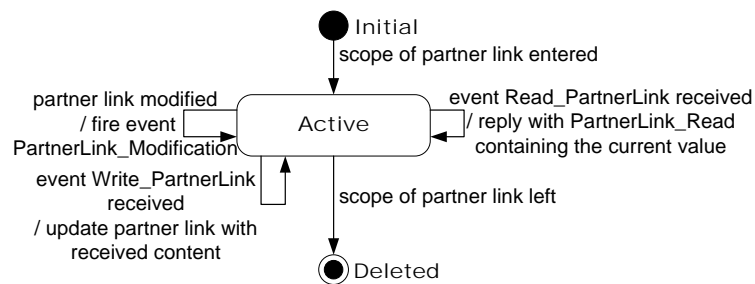 Initial
scope of partner link entered
partner link modified
/ fire event
PartnerLink_Modification
Active
event Read_PartnerLink received
/ reply with PartnerLink_Read
containing the current value
event Write_PartnerLink
received
/ update partner link with
received content
scope of partner link left
Deleted